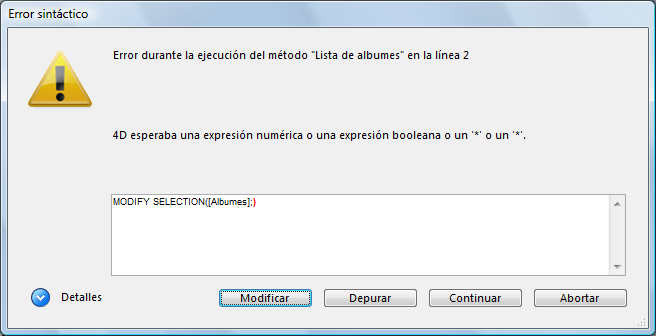 Error sintáctico
Error durante la ejecución del método "Lista de albumes" en la línea 2
4D esperaba una expresión numérica o una expresión booleana o un '*' o un '*'.
MODIFY SELECTION([Albumes];)
Detalles
Modificar
Depurar
Continuar
Abortar